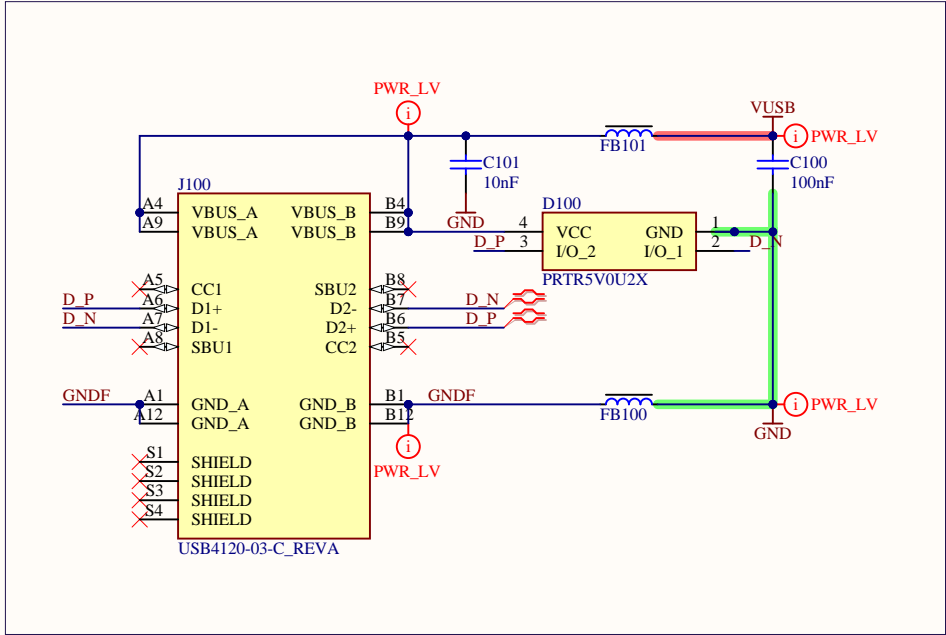 PWR_LV
VUSB
i
i PWR_LV
FB101
C101
10nF
C100
100nF
J100
A4 VBUS_A VBUS_B B4
A9 VBUS_A VBUS_B B9
GND
D100
4 VCC GND 1
D_P 3 I/O_2 I/O_1 2 D_N
PRTR5V0U2X
A5 CC1 SBU2 B8
D_P A6 D1+ D2- B7 D_N
D_N A7 D1- D2+ B6 D_P
A8 SBU1 CC2 B5
GNDF A1 GND_A GND_B B1 GNDF
A12 GND_A GND_B B12
FB100
i PWR_LV
GND
i
PWR_LV
S1 SHIELD
S2 SHIELD
S3 SHIELD
S4 SHIELD
USB4120-03-C_REVA